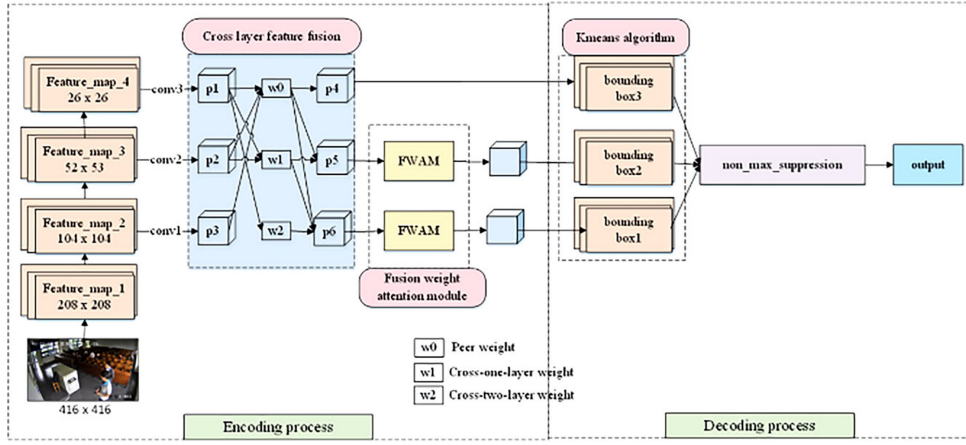 Cross layer feature fusion
Kmeans algorithm
Feature_map_4
26 x 26
conv3
p1
w0
p4
bounding
box3
Feature_map_3
52 x 53
conv2
p2
w1
p5
FWAM
bounding
box2
non_max_suppression
output
Feature_map_2
104 x 104
conv1
p3
w2
p6
FWAM
bounding
box1
Feature_map_1
208 x 208
Fusion weight
attention module
416 x 416
w0 Peer weight
w1 Cross-one-layer weight
w2 Cross-two-layer weight
Encoding process
Decoding process